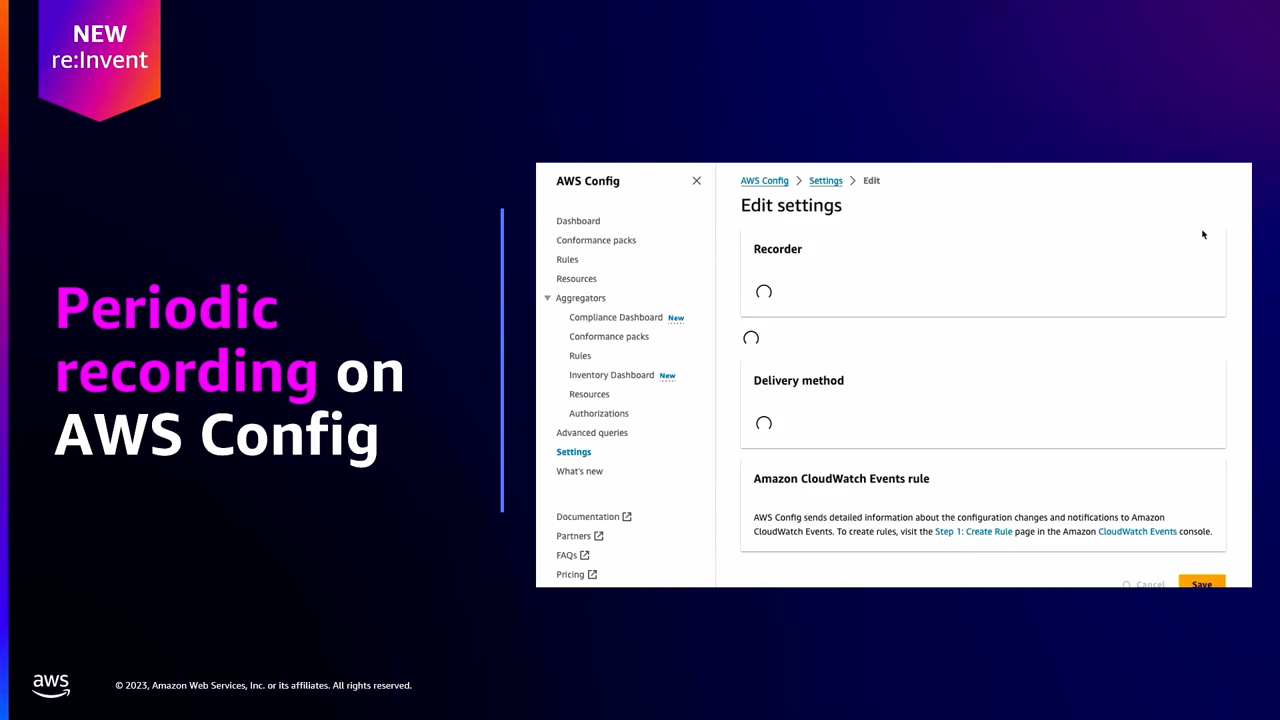 NEW
re:Invent
Periodic
recording on
AWS Config
AWS Config
Dashboard
Conformance packs
Rules
Resources
Aggregators
Compliance Dashboard New
Conformance packs
Rules
Inventory Dashboard New
Resources
Authorizations
Advanced queries
Settings
What's new
Documentation
Partners
FAQs
Pricing
AWS Config > Settings > Edit
Edit settings
Recorder
Delivery method
Amazon CloudWatch Events rule
AWS Config sends detailed information about the configuration changes and notifications to Amazon
CloudWatch Events. To create rules, visit the Step 1: Create Rule page in the Amazon CloudWatch Events console.
Cancel Save
aws
© 2023, Amazon Web Services, Inc. or its affiliates. All rights reserved.